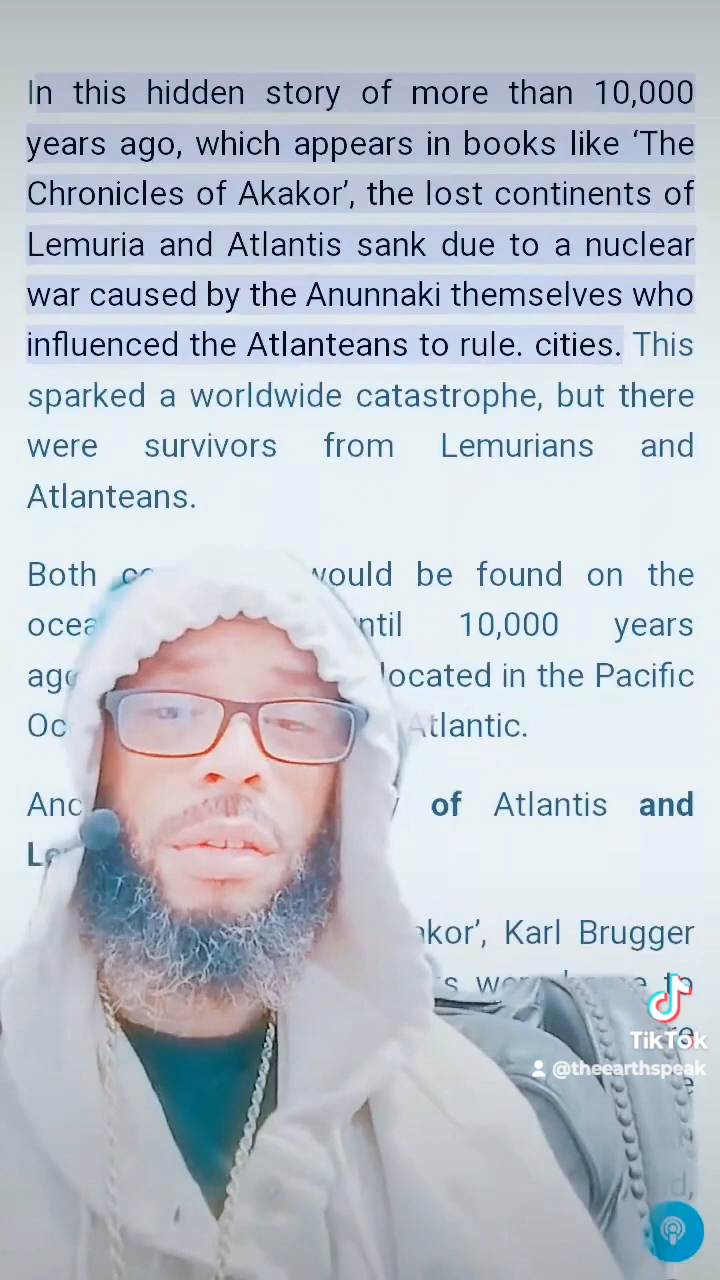 In this hidden story of more than 10,000
years ago, which appears in books like ‘The
Chronicles of Akakor’, the lost continents of
Lemuria and Atlantis sank due to a nuclear
war caused by the Anunnaki themselves who
influenced the Atlanteans to rule. cities. This
sparked a worldwide catastrophe, but there
were survivors from Lemurians and
Atlanteans.
Both would be found on the
10,000 years
located in the Pacific
Atlantic.
of Atlantis and
Karl Brugger
TikTok
@theearthspeak